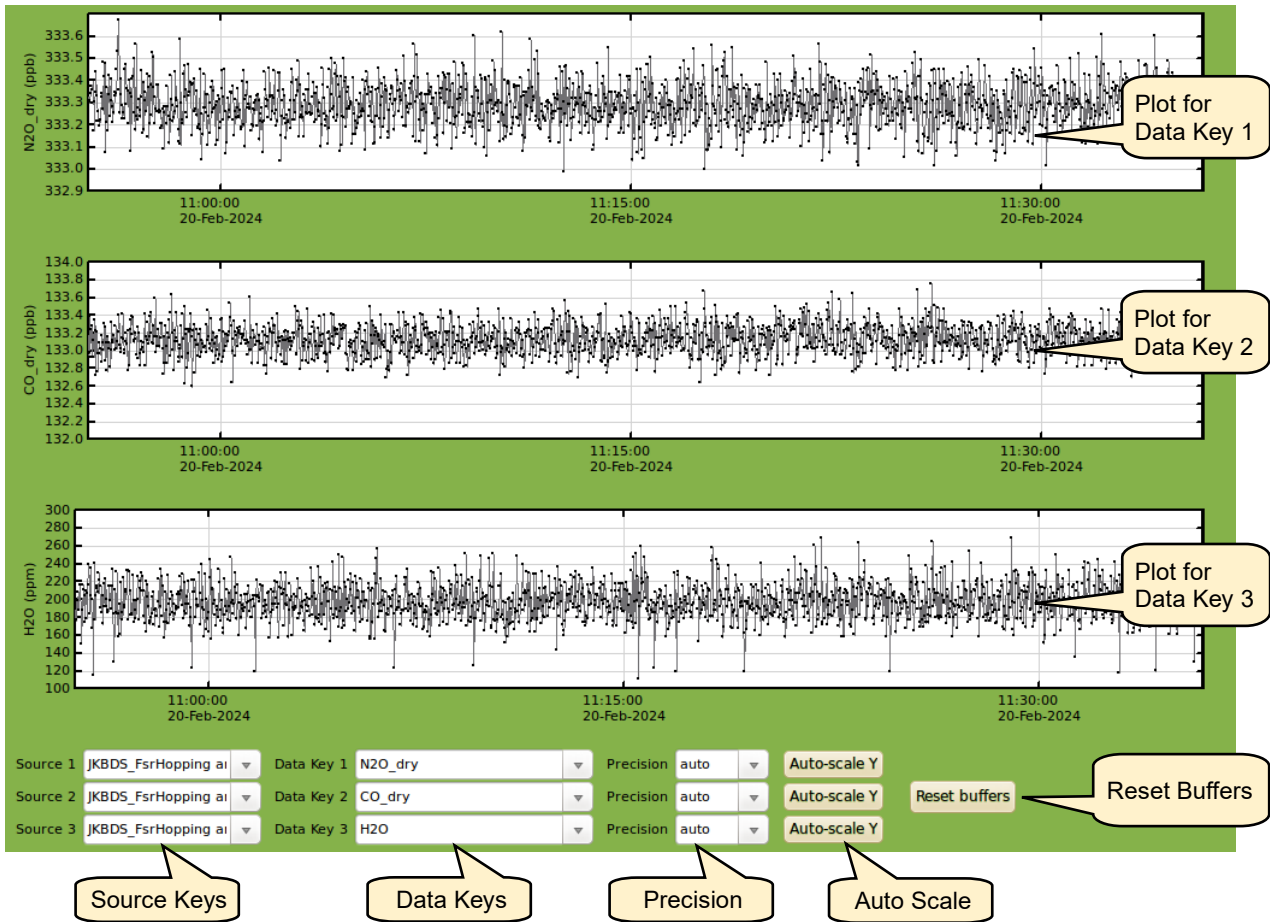 N2O_dry (ppb)
333.6
333.5
333.4
333.3
333.2
333.1
333.0
332.9
11:00:00
20-Feb-2024
11:15:00
20-Feb-2024
11:30:00
20-Feb-2024
Plot for
Data Key 1
CO_dry (ppb)
134.0
133.8
133.6
133.4
133.2
133.0
132.8
132.6
132.4
132.2
132.0
11:00:00
20-Feb-2024
11:15:00
20-Feb-2024
11:30:00
20-Feb-2024
Plot for
Data Key 2
H2O (ppm)
300
280
260
240
220
200
180
160
140
120
100
11:00:00
20-Feb-2024
11:15:00
20-Feb-2024
11:30:00
20-Feb-2024
Plot for
Data Key 3
Source 1 JKBDS_FsrHopping ar Data Key 1 N2O_dry Precision auto Auto-scale Y
Source 2 JKBDS_FsrHopping ar Data Key 2 CO_dry Precision auto Auto-scale Y Reset buffers
Source 3 JKBDS_FsrHopping ar Data Key 3 H2O Precision auto Auto-scale Y
Reset Buffers
Source Keys
Data Keys
Precision
Auto Scale